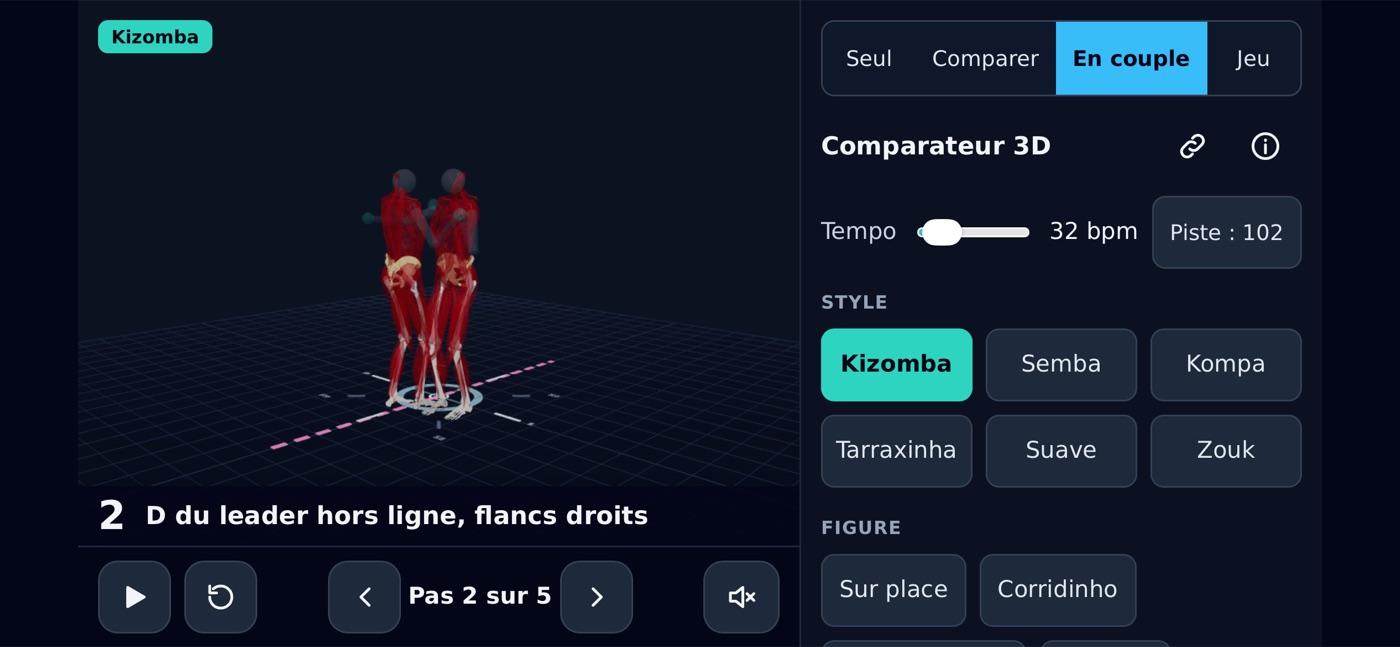 Kizomba
2 D du leader hors ligne, flancs droits
Pas 2 sur 5
Seul Comparer En couple Jeu
Comparateur 3D
Tempo 32 bpm Piste : 102
STYLE
Kizomba Semba Kompa
Tarraxinha Suave Zouk
FIGURE
Sur place Corridinho